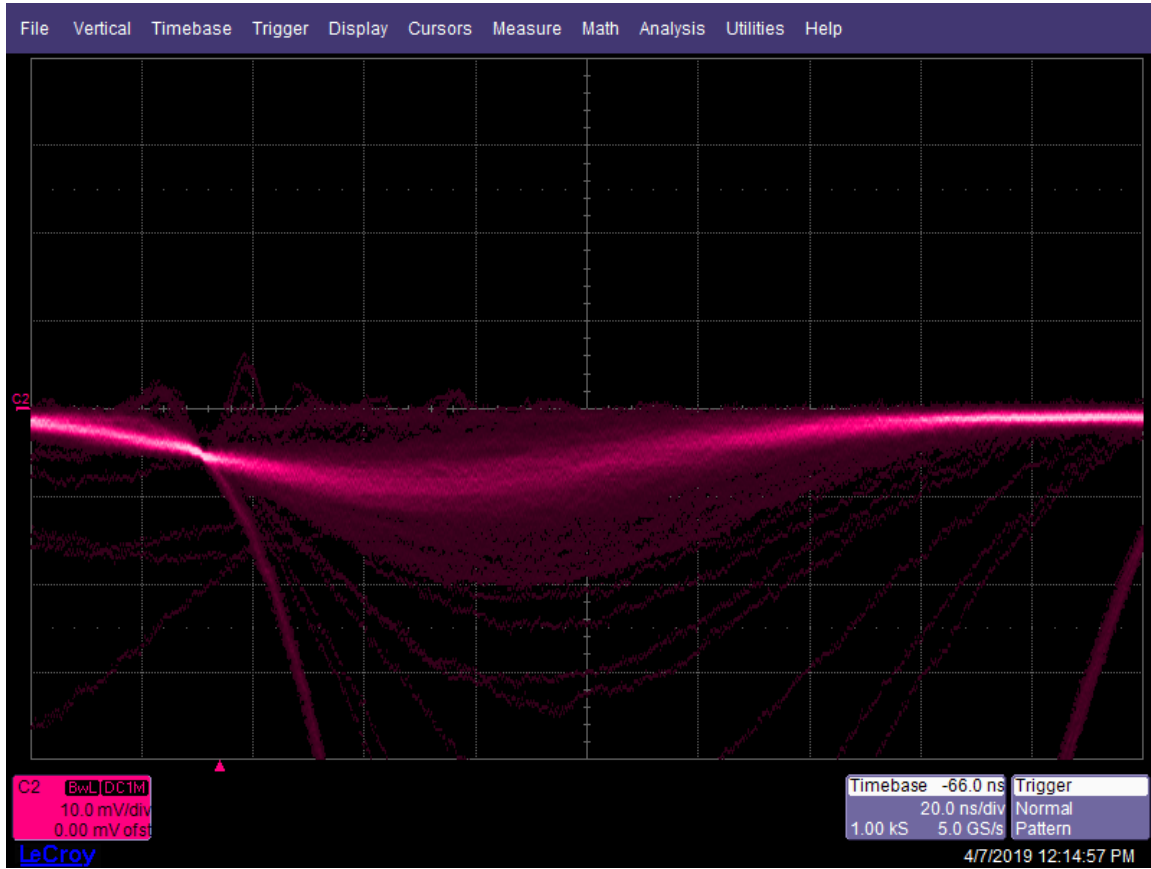 File Vertical Timebase Trigger Display Cursors Measure Math Analysis Utilities Help
C2
C2 BwL DC1M
10.0 mV/div
0.00 mV ofst
Timebase -66.0 ns
20.0 ns/div
1.00 kS 5.0 GS/s
Trigger
Normal
Pattern
LeCroy
4/7/2019 12:14:57 PM